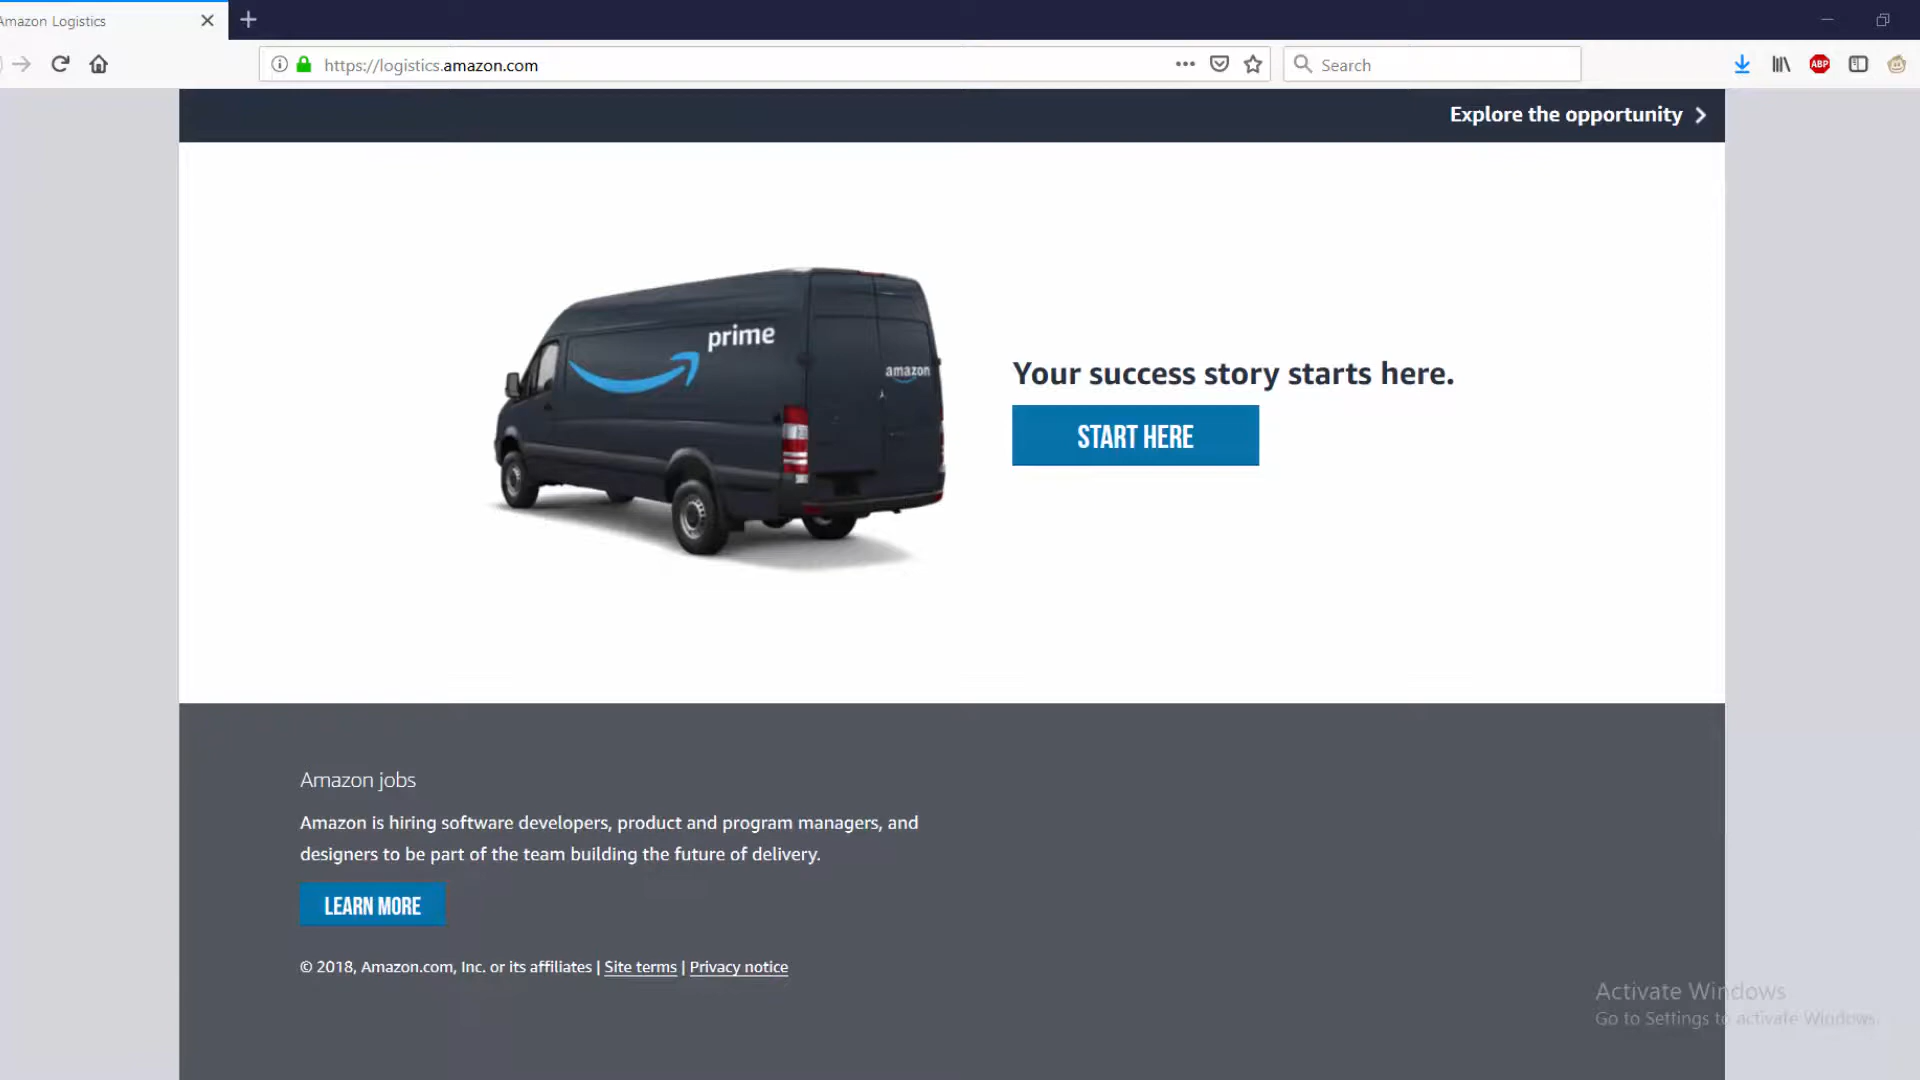 Amazon Logistics
https://logistics.amazon.com
Search
ABP
Explore the opportunity
prime
amazon
Your success story starts here.
START HERE
Amazon jobs
Amazon is hiring software developers, product and program managers, and
designers to be part of the team building the future of delivery.
LEARN MORE
© 2018, Amazon.com, Inc. or its affiliates | Site terms | Privacy notice
Activate Windows
Go to Settings to activate Windows.